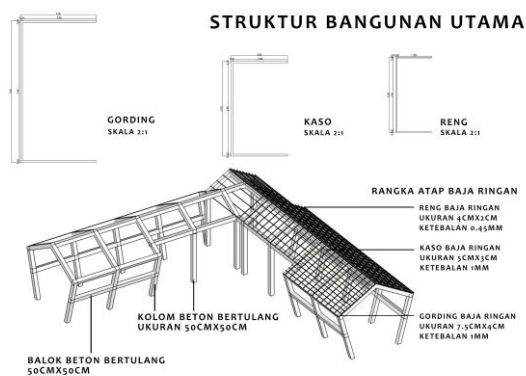 STRUKTUR BANGUNAN UTAMA
GORDING
SKALA 2:1
KASO
SKALA 2:1
RENG
SKALA 2:1
RANGKA ATAP BAJA RINGAN
RENG BAJA RINGAN
UKURAN 4CMX2CM
KETEBALAN 0.45MM
KASO BAJA RINGAN
UKURAN 5CMX3CM
KETEBALAN 1MM
GORDING BAJA RINGAN
UKURAN 7.5CMX4CM
KETEBALAN 1MM
KOLOM BETON BERTULANG
UKURAN 50CMX50CM
BALOK BETON BERTULANG
50CMX50CM